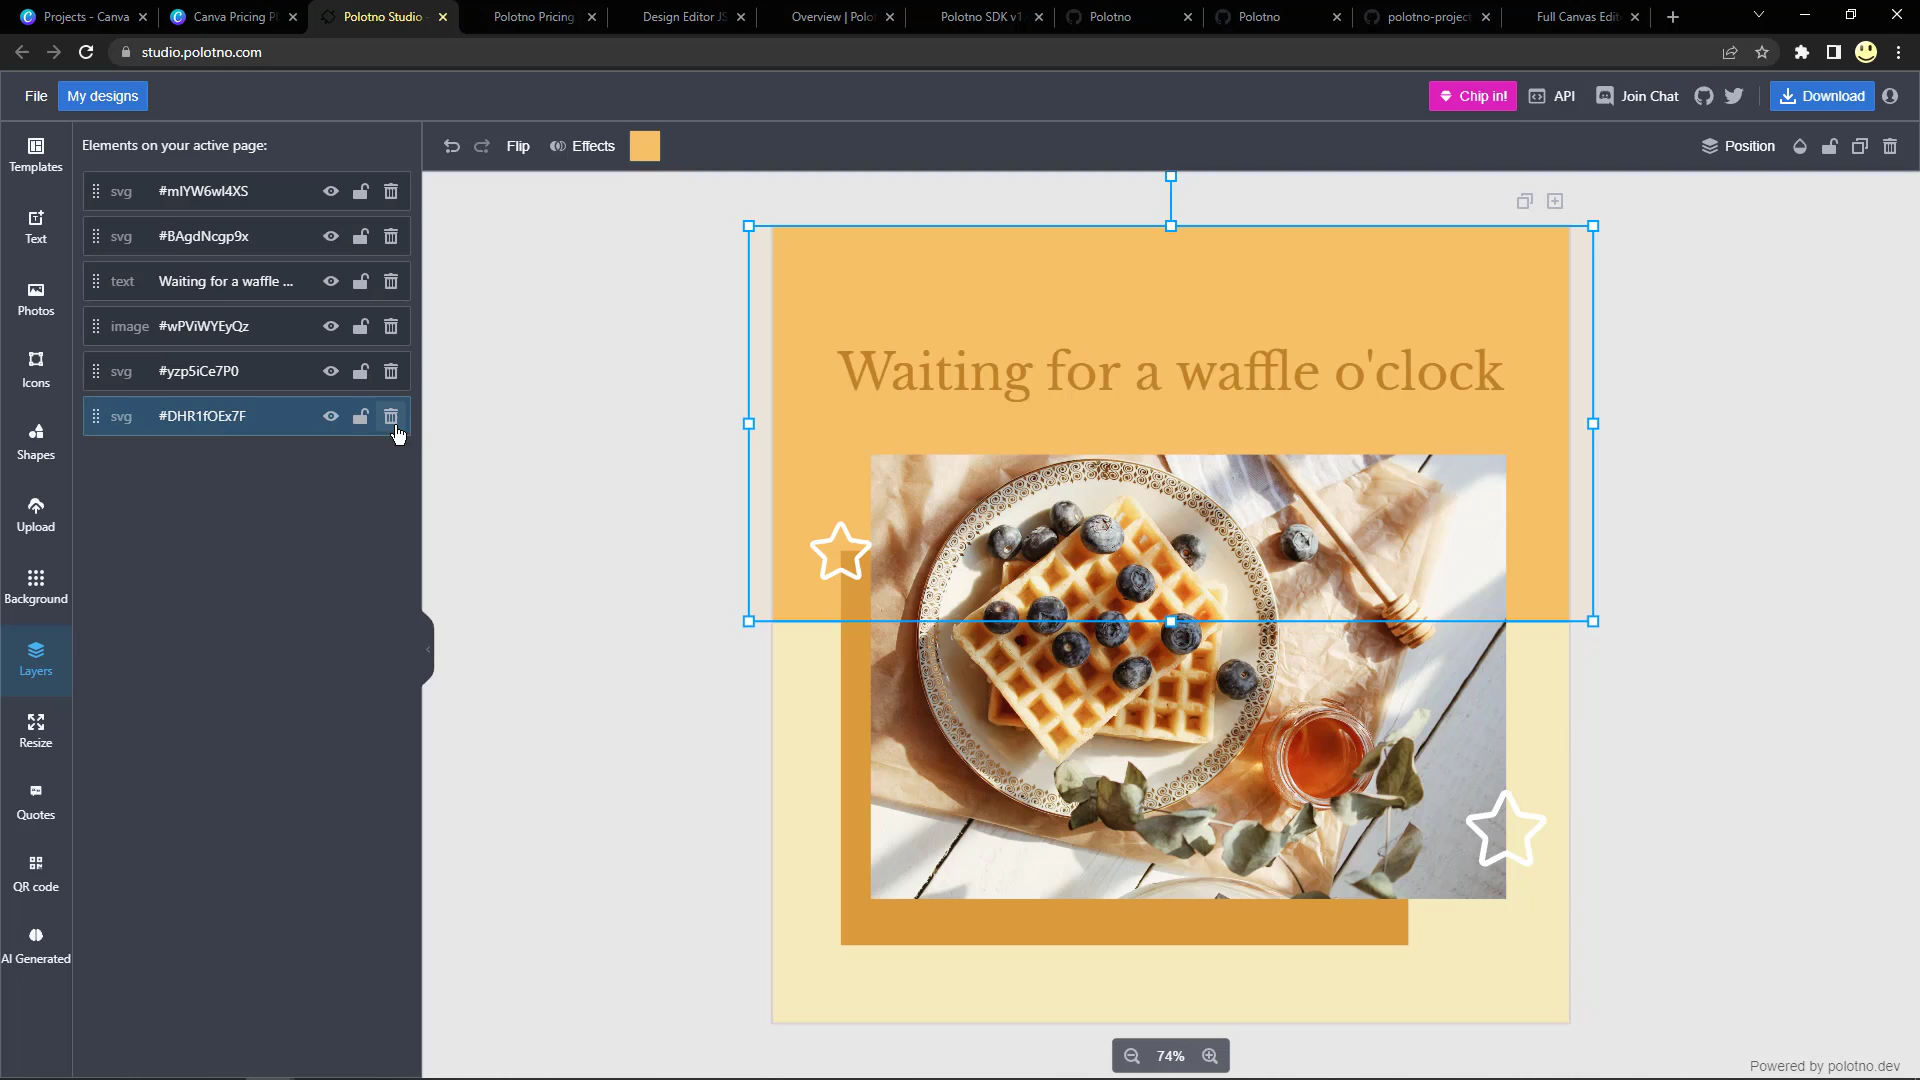 Projects - Canva
Canva Pricing Pl
Polotno Studio -
Polotno Pricing
Design Editor JS
Overview | Polot
Polotno SDK v1
Polotno
Polotno
polotno-project
Full Canvas Edit
studio.polotno.com
File
My designs
Chip in!
API
Join Chat
Download
Elements on your active page:
Flip
Effects
Position
Templates
Text
Photos
Icons
Shapes
Upload
Background
Layers
Resize
Quotes
QR code
AI Generated
svg #mlYW6wl4XS
svg #BAgdNcgp9x
text Waiting for a waffle ...
image #wPViWYEyQz
svg #yzp5iCe7P0
svg #DHR1fOEx7F
Waiting for a waffle o'clock
74%
Powered by polotno.dev